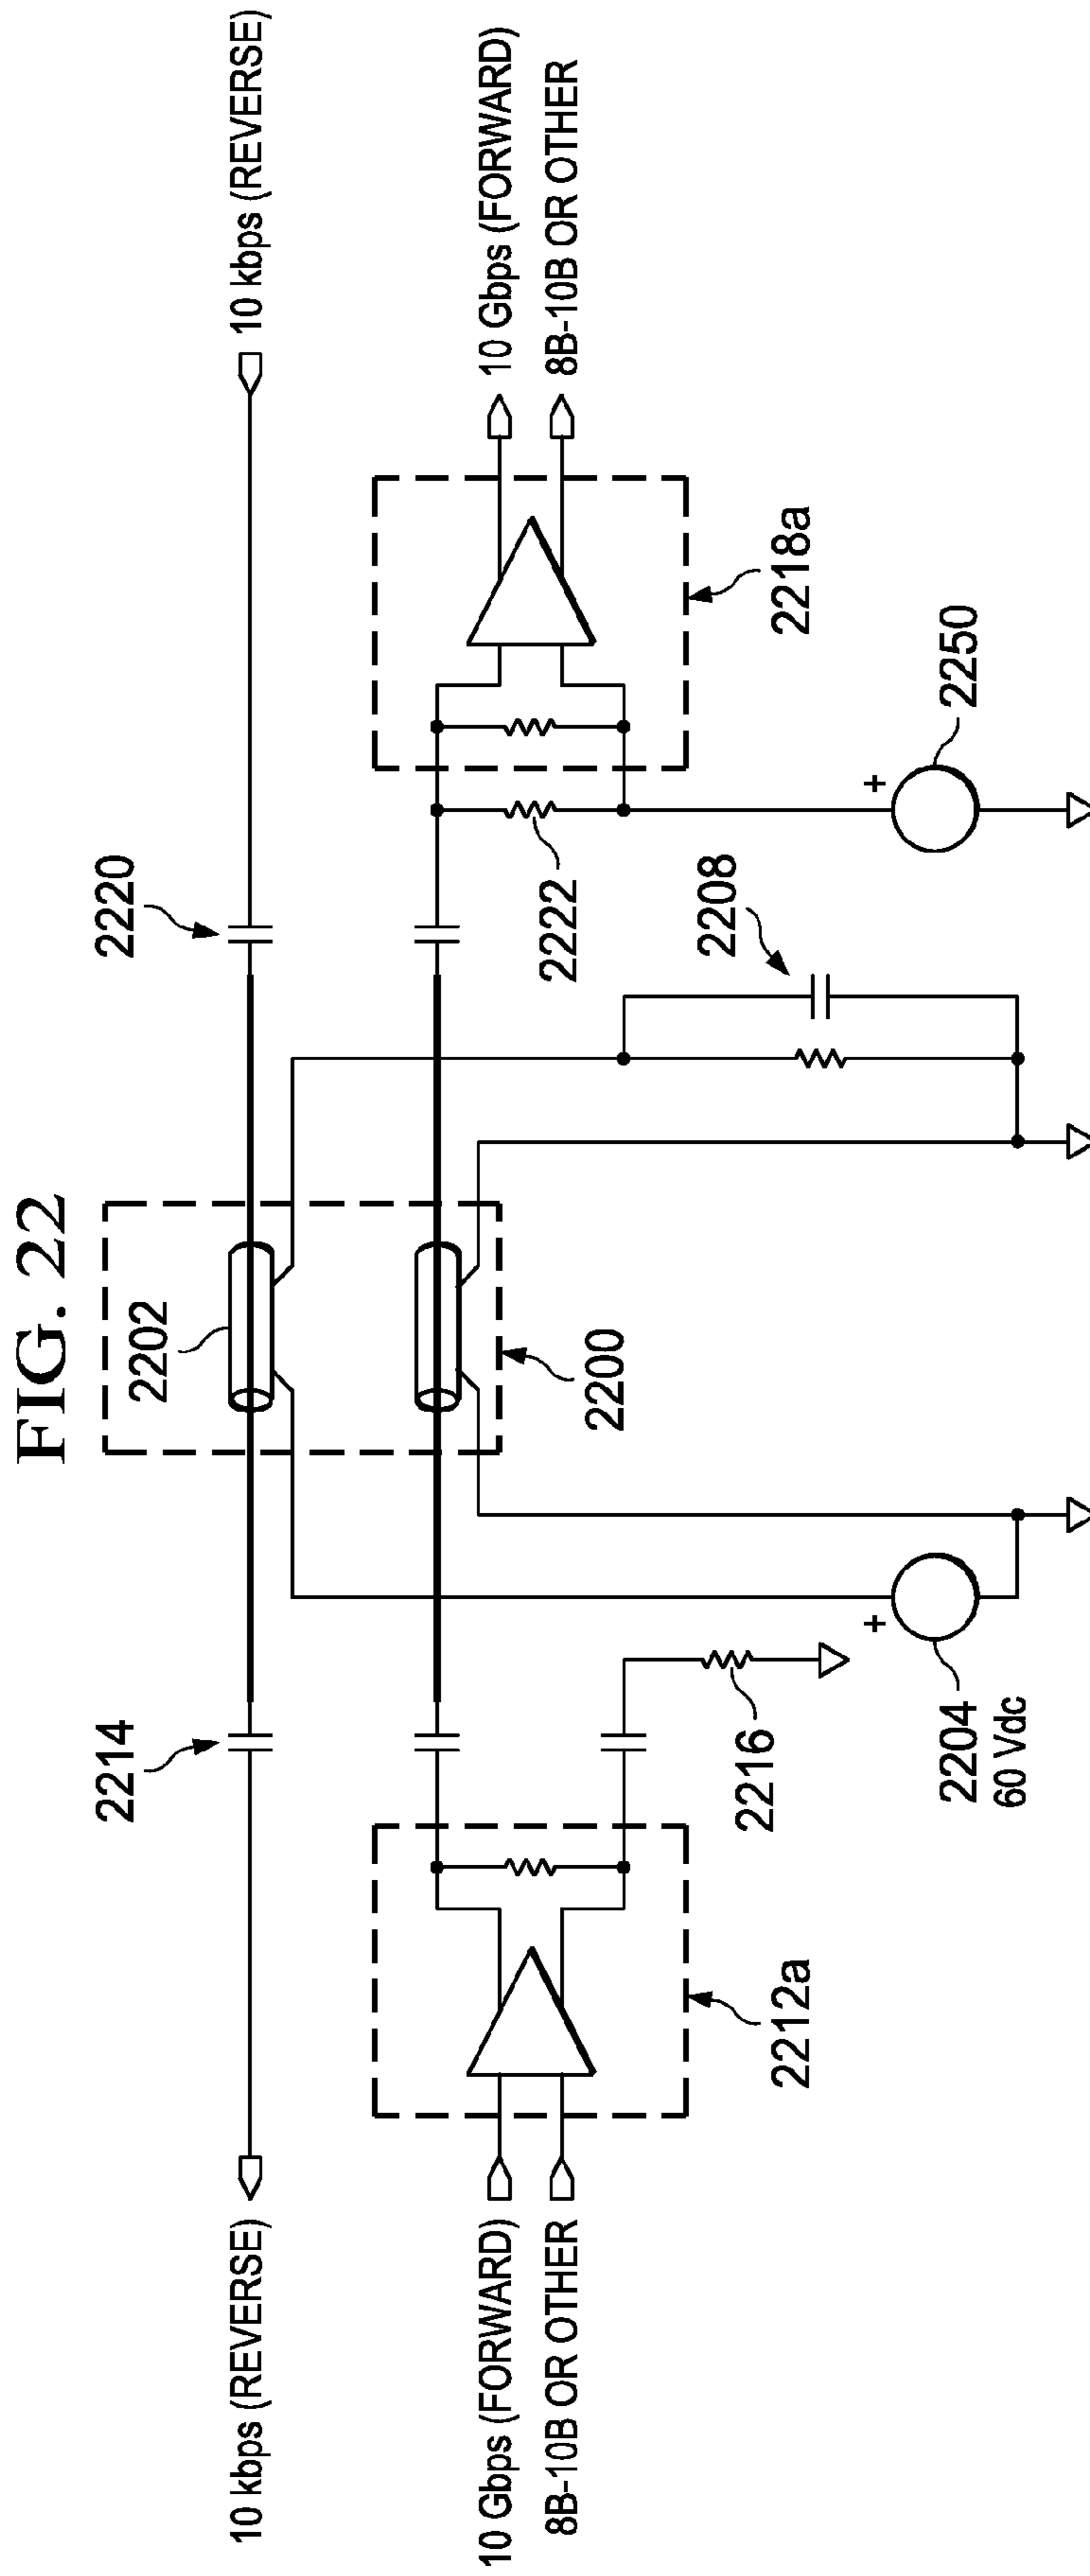 FIG. 22
2214
2202
2220
10 kbps (REVERSE)
10 kbps (REVERSE)
10 Gbps (FORWARD)
8B-10B OR OTHER
10 Gbps (FORWARD)
8B-10B OR OTHER
2200
2222
2212a
2216
2208
2218a
+
+
2204
60 Vdc
2250